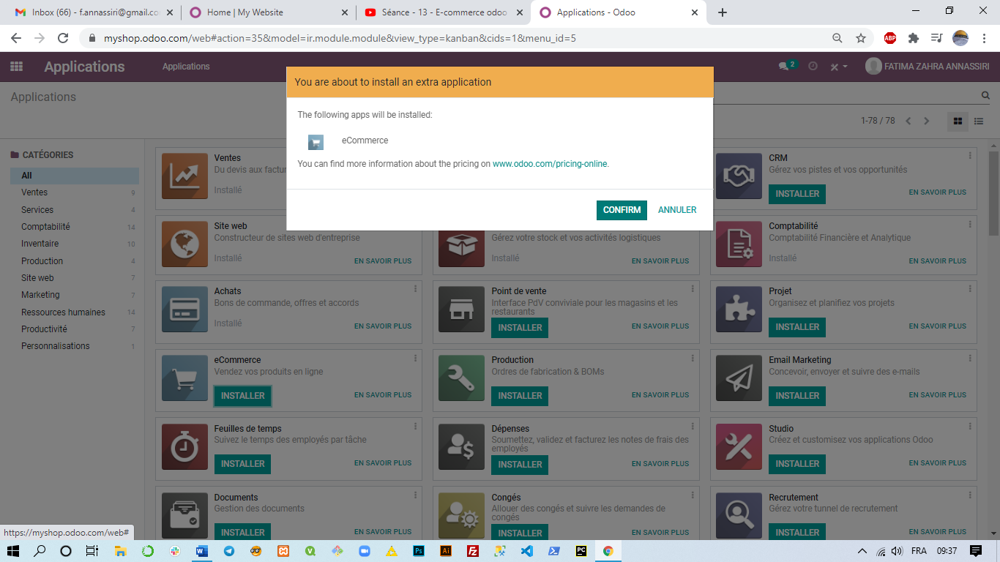 Inbox (66) - f.annassiri@gmail.co
Home | My Website
Séance - 13 - E-commerce odoo
Applications - Odoo
myshop.odoo.com/web#action=35&model=ir.module.module&view_type=kanban&cids=1&menu_id=5
ABP
Applications
Applications
2
FATIMA ZAHRA ANNASSIRI
Applications
1-78 / 78
You are about to install an extra application
The following apps will be installed:
eCommerce
You can find more information about the pricing on www.odoo.com/pricing-online.
CONFIRM
ANNULER
CATÉGORIES
All
Ventes 9
Services 4
Comptabilité 14
Inventaire 10
Production 4
Site web 7
Marketing 7
Ressources humaines 14
Productivité 7
Personnalisations 1
Ventes
Du devis aux factur
Installé
CRM
Gérez vos pistes et vos opportunités
INSTALLER
EN SAVOIR PLUS
Site web
Constructeur de sites web d'entreprise
Installé
EN SAVOIR PLUS
Gérez votre stock et vos activités logistiques
Installé
EN SAVOIR PLUS
Comptabilité
Comptabilité Financière et Analytique
Installé
EN SAVOIR PLUS
Achats
Bons de commande, offres et accords
Installé
EN SAVOIR PLUS
Point de vente
Interface PdV conviviale pour les magasins et les
restaurants
INSTALLER
EN SAVOIR PLUS
Projet
Organisez et planifiez vos projets
INSTALLER
EN SAVOIR PLUS
eCommerce
Vendez vos produits en ligne
INSTALLER
EN SAVOIR PLUS
Production
Ordres de fabrication & BOMs
INSTALLER
EN SAVOIR PLUS
Email Marketing
Concevoir, envoyer et suivre des e-mails
INSTALLER
EN SAVOIR PLUS
Feuilles de temps
Suivez le temps des employés par tâche
INSTALLER
EN SAVOIR PLUS
Dépenses
Soumettez, validez et facturez les notes de frais des
employés
INSTALLER
EN SAVOIR PLUS
Studio
Créez et customisez vos applications Odoo
INSTALLER
EN SAVOIR PLUS
Documents
Gestion des documents
INSTALLER
EN SAVOIR PLUS
Congés
Allouer des congés et suivre les demandes de
congés
INSTALLER
EN SAVOIR PLUS
Recrutement
Gérez votre tunnel de recrutement
INSTALLER
EN SAVOIR PLUS
https://myshop.odoo.com/web#
W
Ps
Ai
Fz
PC
FRA
09:37